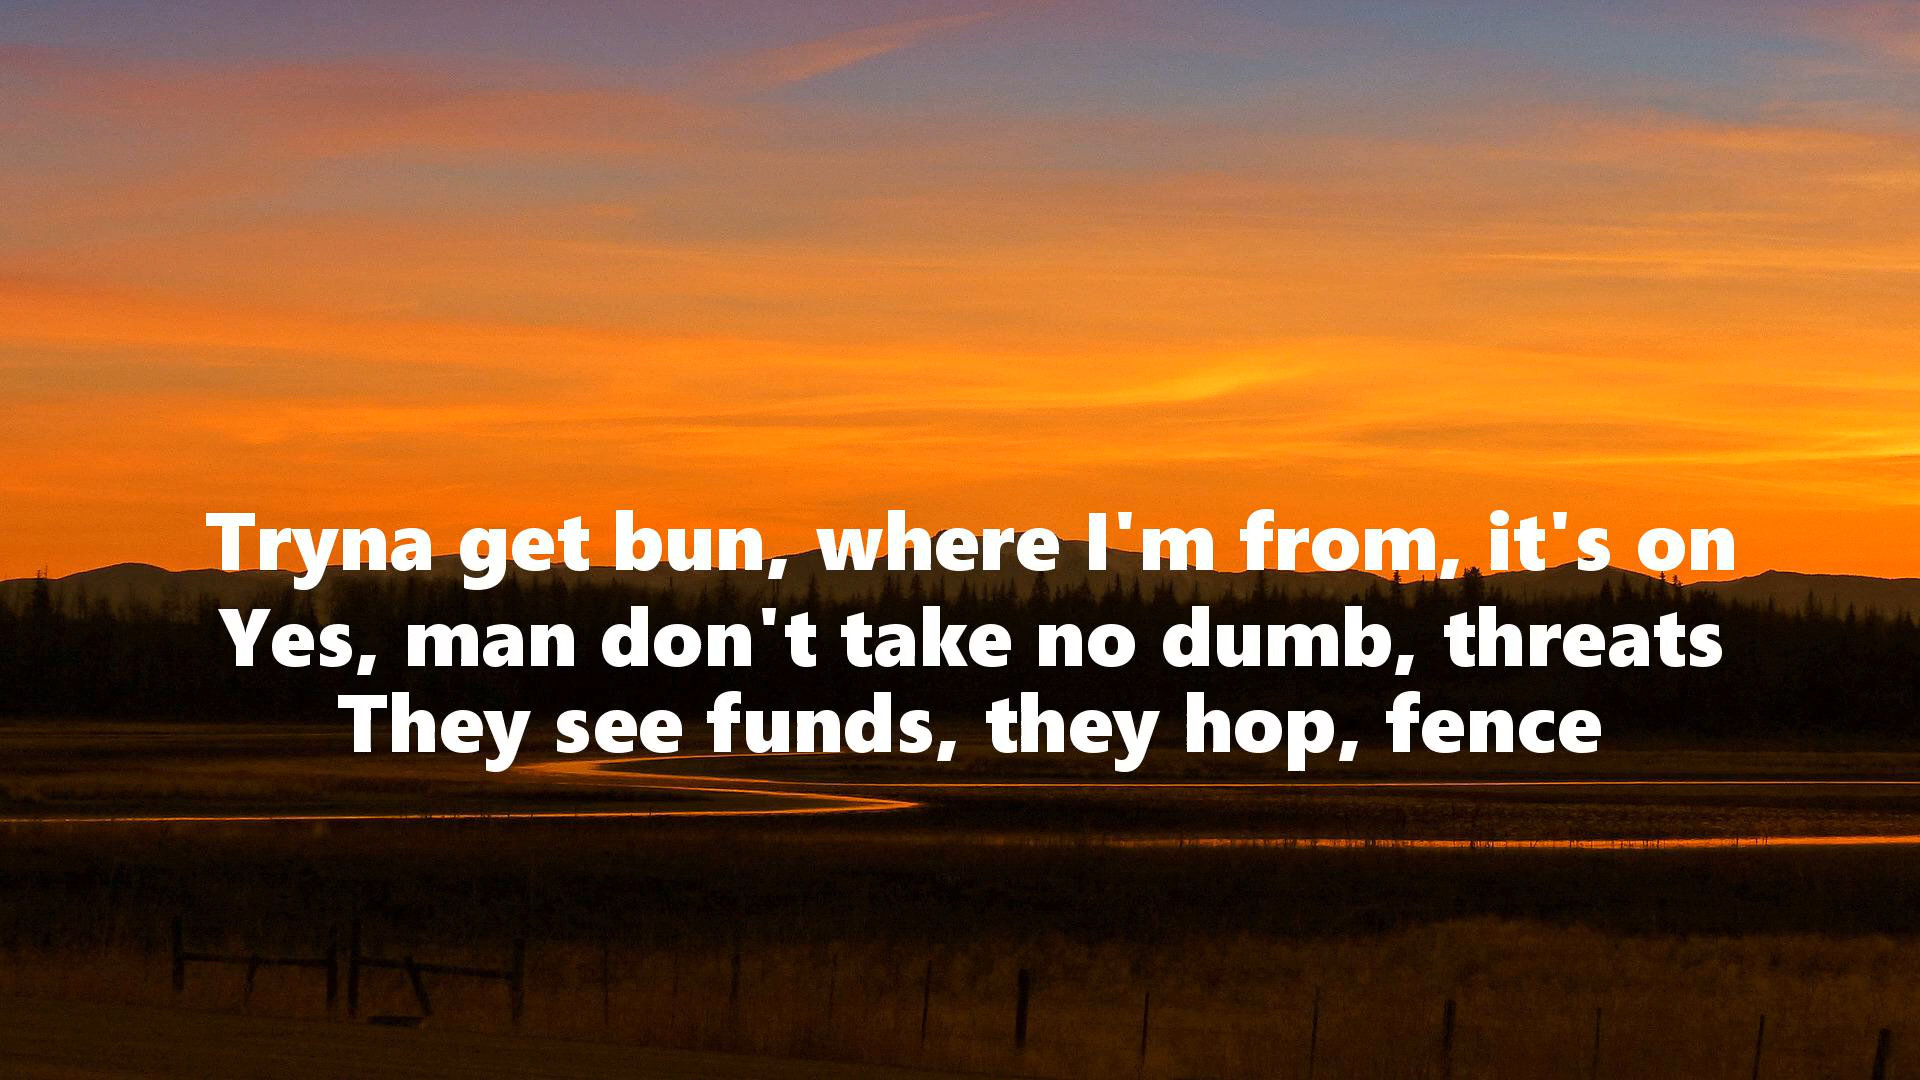 Tryna get bun, where I'm from, it's on
Yes, man don't take no dumb, threats
They see funds, they hop, fence